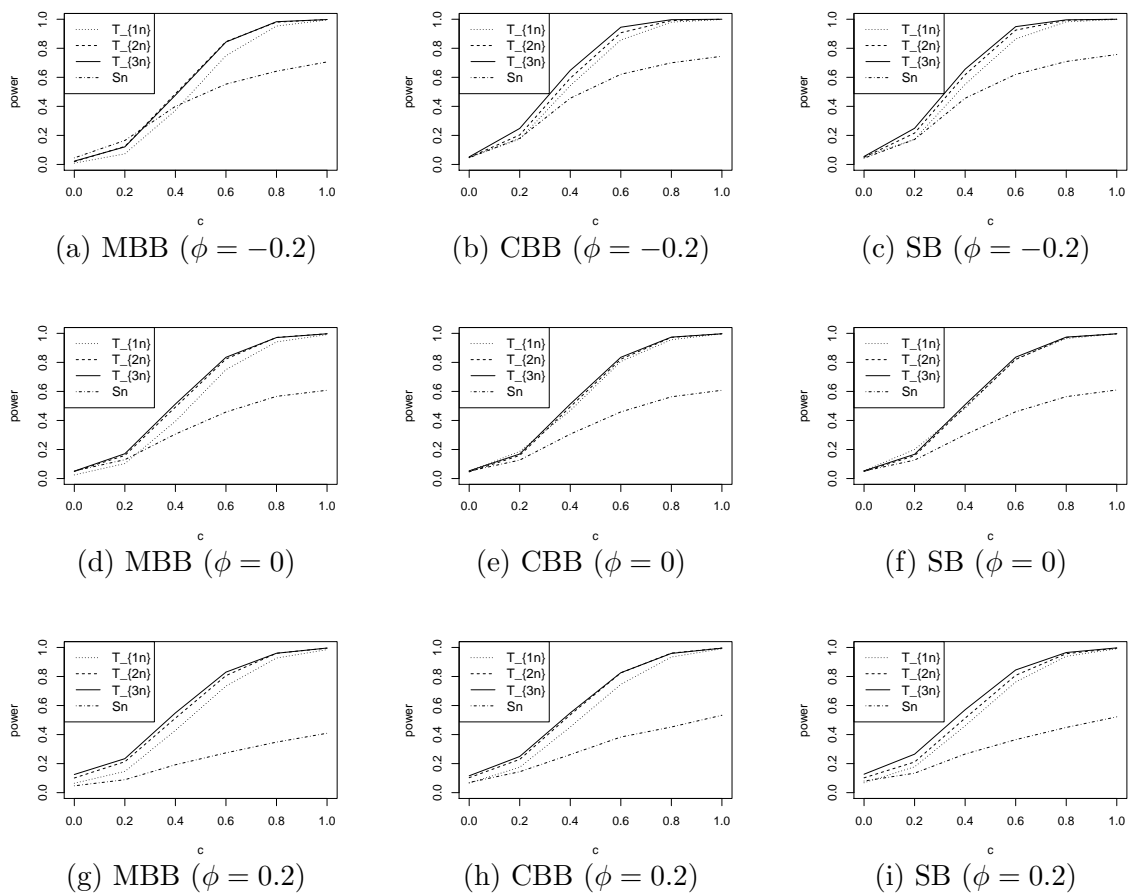 T_{1n}
T_{2n}
T_{3n}
Sn
power
0.0 0.2 0.4 0.6 0.8 1.0
0.0 0.2 0.4 0.6 0.8 1.0
c
(a) MBB (ϕ = −0.2)
T_{1n}
T_{2n}
T_{3n}
Sn
power
0.0 0.2 0.4 0.6 0.8 1.0
0.0 0.2 0.4 0.6 0.8 1.0
c
(b) CBB (ϕ = −0.2)
T_{1n}
T_{2n}
T_{3n}
Sn
power
0.0 0.2 0.4 0.6 0.8 1.0
0.0 0.2 0.4 0.6 0.8 1.0
c
(c) SB (ϕ = −0.2)
T_{1n}
T_{2n}
T_{3n}
Sn
power
0.0 0.2 0.4 0.6 0.8 1.0
0.0 0.2 0.4 0.6 0.8 1.0
c
(d) MBB (ϕ = 0)
T_{1n}
T_{2n}
T_{3n}
Sn
power
0.0 0.2 0.4 0.6 0.8 1.0
0.0 0.2 0.4 0.6 0.8 1.0
c
(e) CBB (ϕ = 0)
T_{1n}
T_{2n}
T_{3n}
Sn
power
0.0 0.2 0.4 0.6 0.8 1.0
0.0 0.2 0.4 0.6 0.8 1.0
c
(f) SB (ϕ = 0)
T_{1n}
T_{2n}
T_{3n}
Sn
power
0.0 0.2 0.4 0.6 0.8 1.0
0.0 0.2 0.4 0.6 0.8 1.0
c
(g) MBB (ϕ = 0.2)
T_{1n}
T_{2n}
T_{3n}
Sn
power
0.0 0.2 0.4 0.6 0.8 1.0
0.0 0.2 0.4 0.6 0.8 1.0
c
(h) CBB (ϕ = 0.2)
T_{1n}
T_{2n}
T_{3n}
Sn
power
0.0 0.2 0.4 0.6 0.8 1.0
0.0 0.2 0.4 0.6 0.8 1.0
c
(i) SB (ϕ = 0.2)